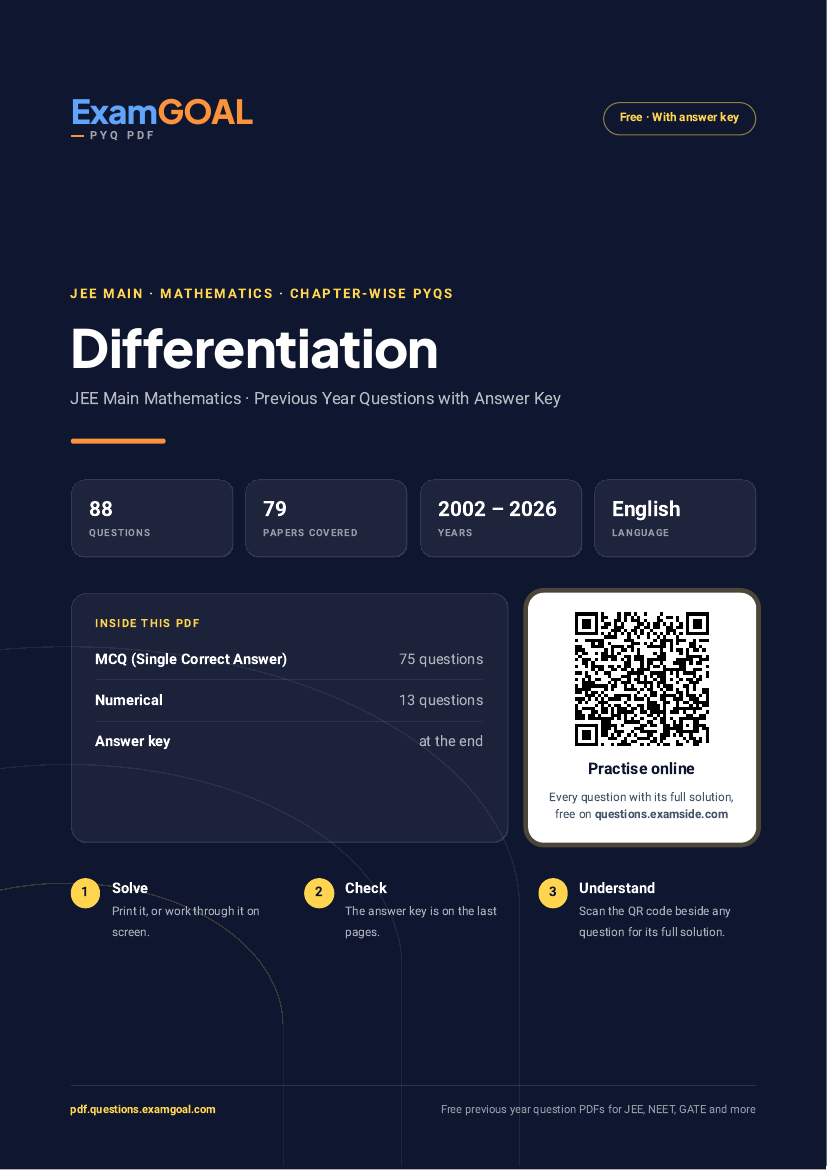 ExamGOAL
PYQ PDF
Free · With answer key
JEE MAIN · MATHEMATICS · CHAPTER-WISE PYQS
Differentiation
JEE Main Mathematics · Previous Year Questions with Answer Key
88
QUESTIONS
79
PAPERS COVERED
2002 – 2026
YEARS
English
LANGUAGE
INSIDE THIS PDF
MCQ (Single Correct Answer) 75 questions
Numerical 13 questions
Answer key at the end
Practise online
Every question with its full solution,
free on questions.examside.com
1 Solve
Print it, or work through it on
screen.
2 Check
The answer key is on the last
pages.
3 Understand
Scan the QR code beside any
question for its full solution.
pdf.questions.examgoal.com
Free previous year question PDFs for JEE, NEET, GATE and more